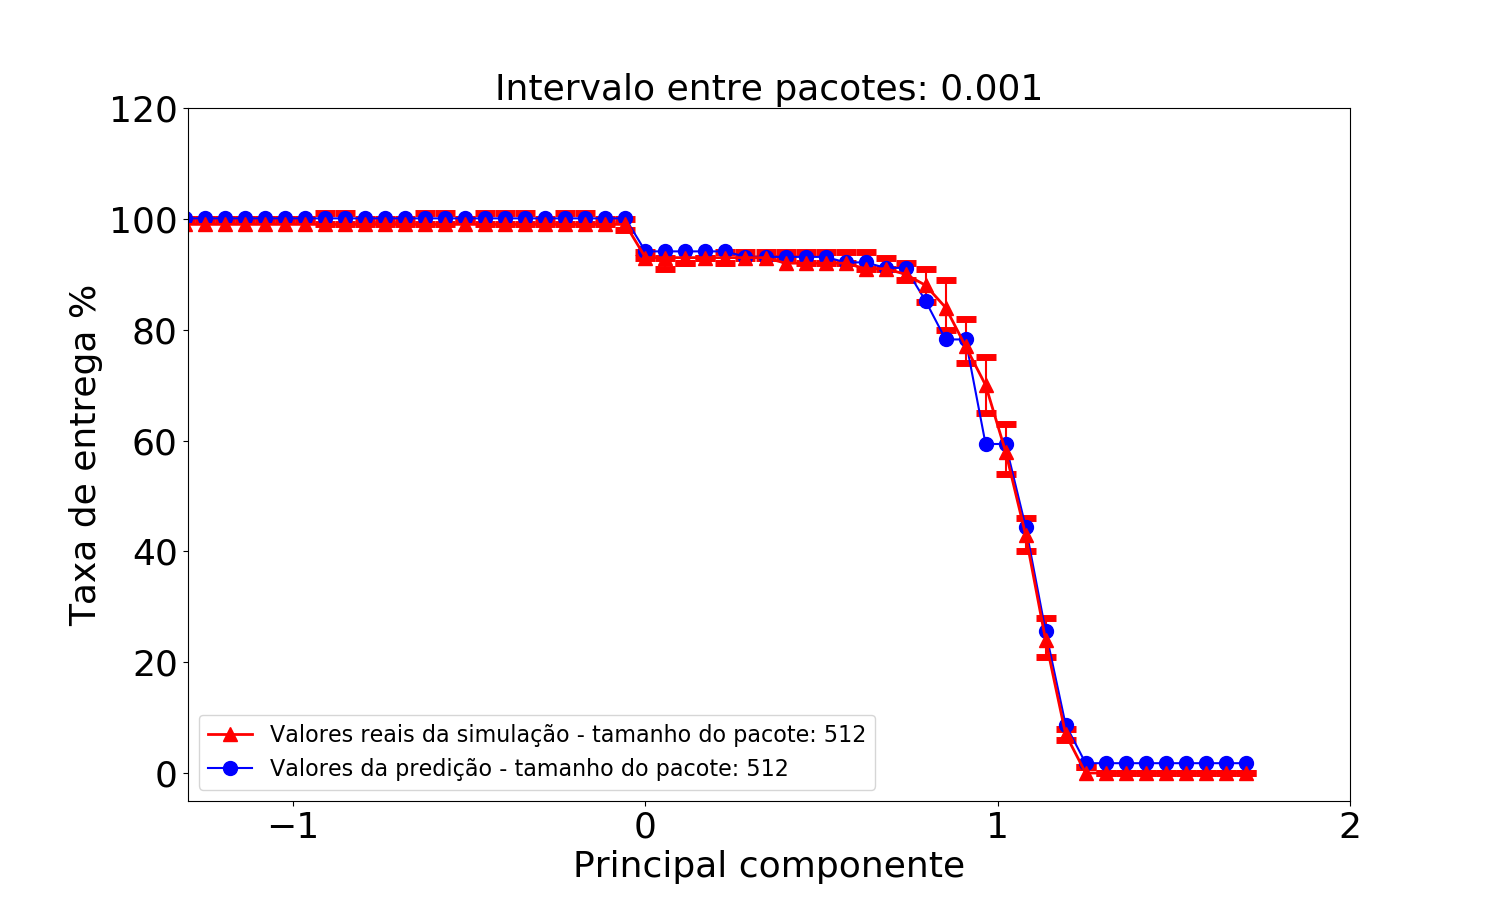 Intervalo entre pacotes: 0.001
120
100
80
60
40
20
0
Taxa de entrega %
Valores reais da simulação - tamanho do pacote: 512
Valores da predição - tamanho do pacote: 512
−1 0 1 2
Principal componente